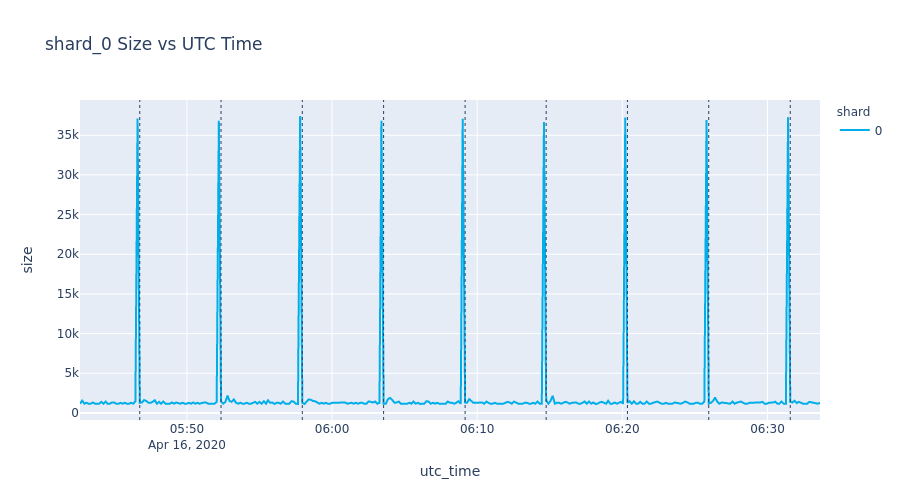 shard_0 Size vs UTC Time
shard
0
35k
30k
25k
20k
15k
10k
5k
0
size
05:50
06:00
06:10
06:20
06:30
Apr 16, 2020
utc_time